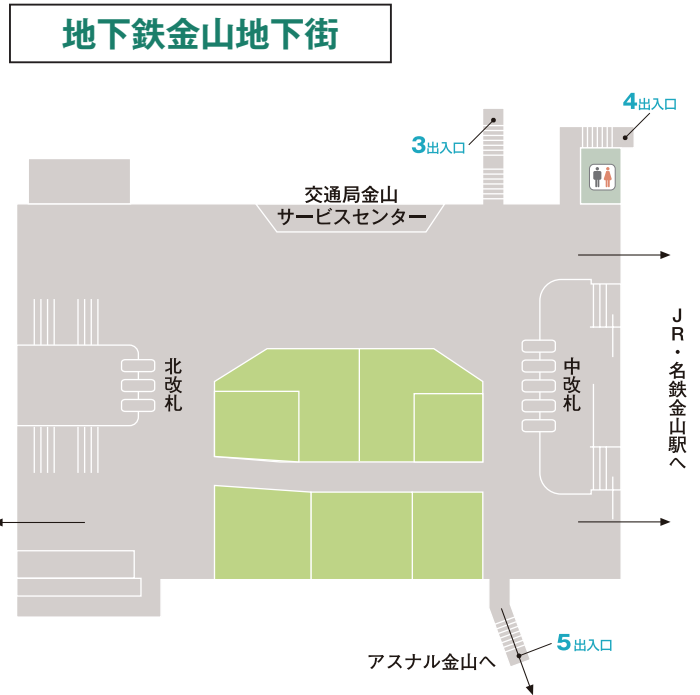 地下鉄金山地下街
4出入口
3出入口
交通局金山
サービスセンター
北改札
中改札
JR・名鉄金山駅へ
5出入口
アスナル金山へ